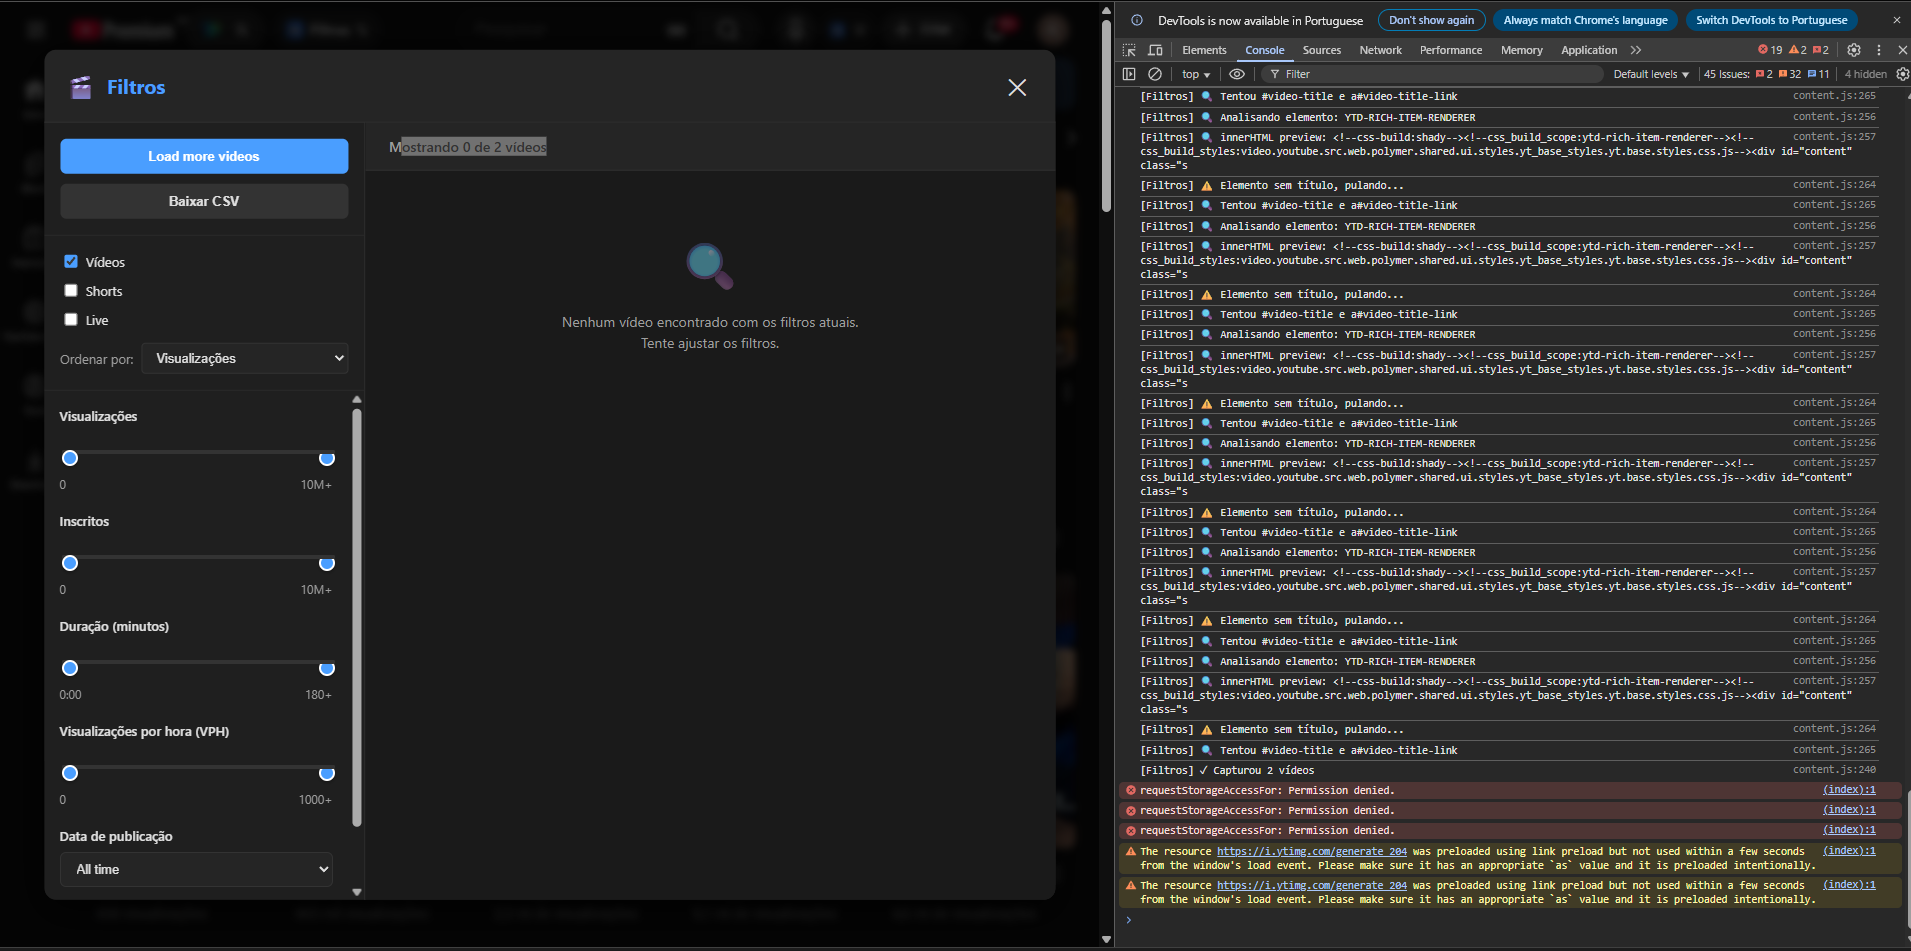 Filtros
Load more videos
Baixar CSV
Vídeos
Shorts
Live
Ordenar por: Visualizações
Visualizações
0 10M+
Inscritos
0 10M+
Duração (minutos)
0:00 180+
Visualizações por hora (VPH)
0 1000+
Data de publicação
All time
Mostrando 0 de 2 vídeos
Nenhum vídeo encontrado com os filtros atuais.
Tente ajustar os filtros.
DevTools is now available in Portuguese Don't show again Always match Chrome's language Switch DevTools to Portuguese
Elements Console Sources Network Performance Memory Application 19 2 2
top Filter Default levels 45 Issues: 2 32 11 4 hidden
[Filtros] 🔍 Tentou #video-title e a#video-title-link content.js:265
[Filtros] 🔍 Analisando elemento: YTD-RICH-ITEM-RENDERER content.js:256
[Filtros] 🔍 innerHTML preview: <!--css-build:shady--><!--css_build_scope:ytd-rich-item-renderer--><!-- content.js:257
css_build_styles:video.youtube.src.web.polymer.shared.ui.styles.yt_base_styles.yt.base.styles.css.js--><div id="content"
class="s
[Filtros] ⚠ Elemento sem título, pulando... content.js:264
[Filtros] 🔍 Tentou #video-title e a#video-title-link content.js:265
[Filtros] 🔍 Analisando elemento: YTD-RICH-ITEM-RENDERER content.js:256
[Filtros] 🔍 innerHTML preview: <!--css-build:shady--><!--css_build_scope:ytd-rich-item-renderer--><!-- content.js:257
css_build_styles:video.youtube.src.web.polymer.shared.ui.styles.yt_base_styles.yt.base.styles.css.js--><div id="content"
class="s
[Filtros] ⚠ Elemento sem título, pulando... content.js:264
[Filtros] 🔍 Tentou #video-title e a#video-title-link content.js:265
[Filtros] 🔍 Analisando elemento: YTD-RICH-ITEM-RENDERER content.js:256
[Filtros] 🔍 innerHTML preview: <!--css-build:shady--><!--css_build_scope:ytd-rich-item-renderer--><!-- content.js:257
css_build_styles:video.youtube.src.web.polymer.shared.ui.styles.yt_base_styles.yt.base.styles.css.js--><div id="content"
class="s
[Filtros] ⚠ Elemento sem título, pulando... content.js:264
[Filtros] 🔍 Tentou #video-title e a#video-title-link content.js:265
[Filtros] 🔍 Analisando elemento: YTD-RICH-ITEM-RENDERER content.js:256
[Filtros] 🔍 innerHTML preview: <!--css-build:shady--><!--css_build_scope:ytd-rich-item-renderer--><!-- content.js:257
css_build_styles:video.youtube.src.web.polymer.shared.ui.styles.yt_base_styles.yt.base.styles.css.js--><div id="content"
class="s
[Filtros] ⚠ Elemento sem título, pulando... content.js:264
[Filtros] 🔍 Tentou #video-title e a#video-title-link content.js:265
[Filtros] 🔍 Analisando elemento: YTD-RICH-ITEM-RENDERER content.js:256
[Filtros] 🔍 innerHTML preview: <!--css-build:shady--><!--css_build_scope:ytd-rich-item-renderer--><!-- content.js:257
css_build_styles:video.youtube.src.web.polymer.shared.ui.styles.yt_base_styles.yt.base.styles.css.js--><div id="content"
class="s
[Filtros] ⚠ Elemento sem título, pulando... content.js:264
[Filtros] 🔍 Tentou #video-title e a#video-title-link content.js:265
[Filtros] 🔍 Analisando elemento: YTD-RICH-ITEM-RENDERER content.js:256
[Filtros] 🔍 innerHTML preview: <!--css-build:shady--><!--css_build_scope:ytd-rich-item-renderer--><!-- content.js:257
css_build_styles:video.youtube.src.web.polymer.shared.ui.styles.yt_base_styles.yt.base.styles.css.js--><div id="content"
class="s
[Filtros] ⚠ Elemento sem título, pulando... content.js:264
[Filtros] 🔍 Tentou #video-title e a#video-title-link content.js:265
[Filtros] ✓ Capturou 2 vídeos content.js:240
requestStorageAccessFor: Permission denied. (index):1
requestStorageAccessFor: Permission denied. (index):1
requestStorageAccessFor: Permission denied. (index):1
The resource https://i.ytimg.com/generate_204 was preloaded using link preload but not used within a few seconds (index):1
from the window's load event. Please make sure it has an appropriate `as` value and it is preloaded intentionally.
The resource https://i.ytimg.com/generate_204 was preloaded using link preload but not used within a few seconds (index):1
from the window's load event. Please make sure it has an appropriate `as` value and it is preloaded intentionally.